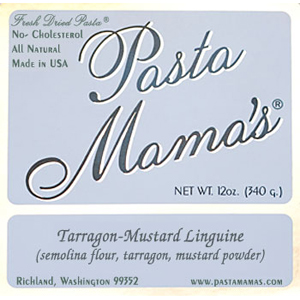 Fresh Dried Pasta®
No- Cholesterol
All Natural
Made in USA
Pasta
Mama's®
NET WT. 12oz. (340 g.)
Tarragon-Mustard Linguine
(semolina flour, tarragon, mustard powder)
Richland, Washington 99352
www.pastamamas.com